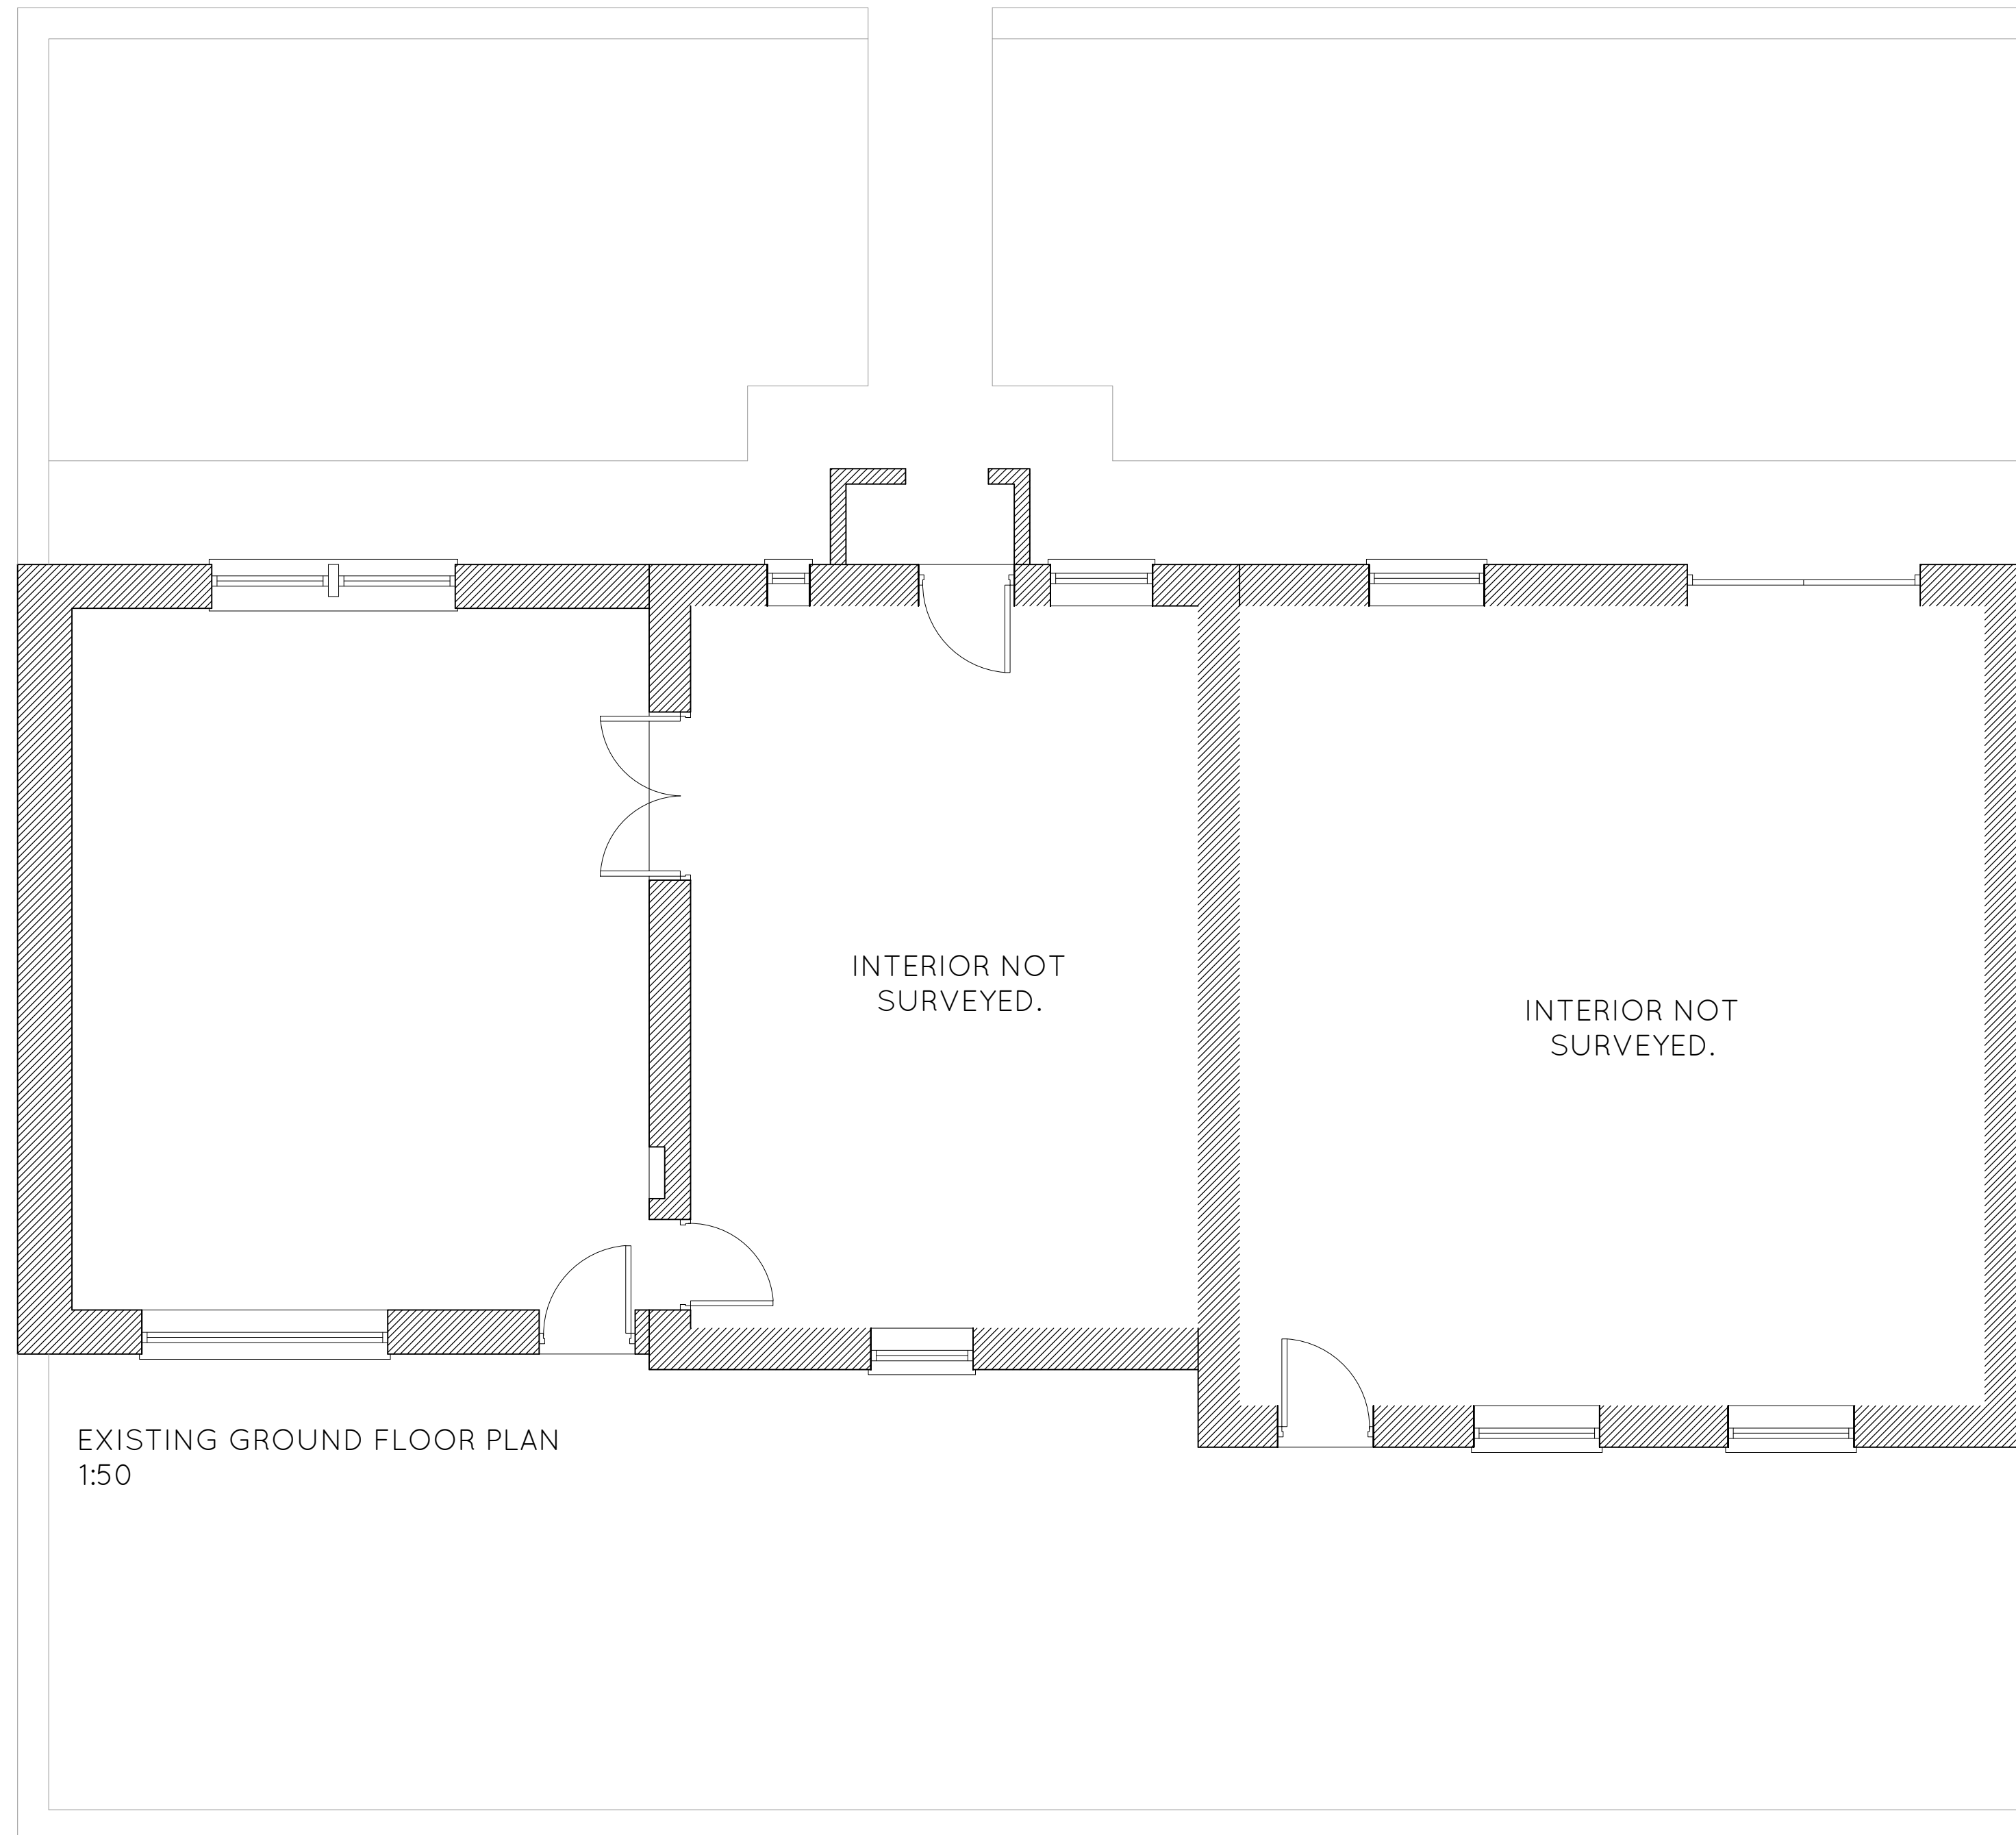 INTERIOR NOT
SURVEYED.
INTERIOR NOT
SURVEYED.
EXISTING GROUND FLOOR PLAN
1:50